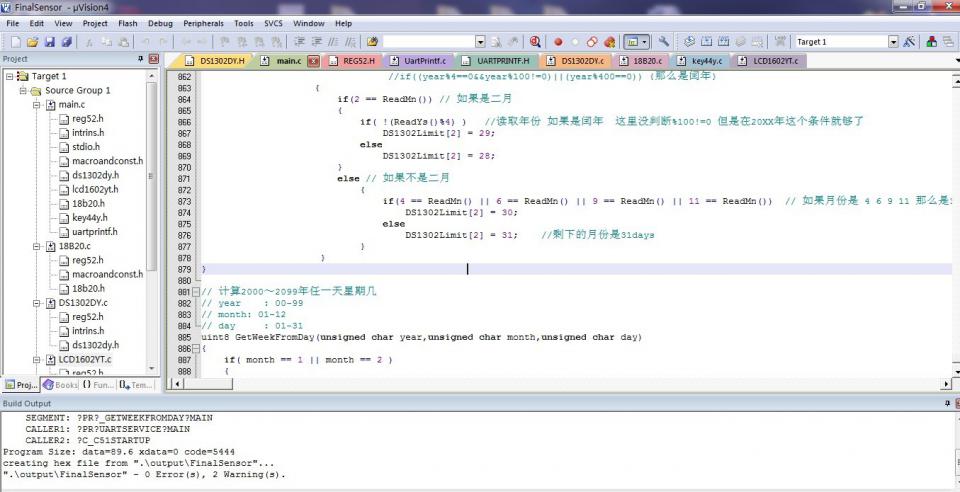 FinalSensor - µVision4
File Edit View Project Flash Debug Peripherals Tools SVCS Window Help
Target 1
Project
DS1302DY.H main.c REG52.H UartPrintf.c UARTPRINTF.H DS1302DY.c 18B20.c key44y.c LCD1602YT.c
Target 1
Source Group 1
main.c
reg52.h
intrins.h
stdio.h
macroandconst.h
ds1302dy.h
lcd1602yt.h
18b20.h
key44y.h
uartprintf.h
18B20.c
reg52.h
macroandconst.h
18b20.h
DS1302DY.c
reg52.h
intrins.h
ds1302dy.h
LCD1602YT.c
reg52.h
Proj... Books {} Fun... Tem...
862 //if((year%4==0&&year%100!=0)||(year%400==0)) (那么是闰年)
863 {
864 if(2 == ReadMn()) // 如果是二月
865 {
866 if( !(ReadYs()%4) ) //读取年份 如果是闰年 这里没判断%100!=0 但是在20XX年这个条件就够了
867 DS1302Limit[2] = 29;
868 else
869 DS1302Limit[2] = 28;
870 }
871 else // 如果不是二月
872 {
873 if(4 == ReadMn() || 6 == ReadMn() || 9 == ReadMn() || 11 == ReadMn()) // 如果月份是 4 6 9 11 那么是
874 DS1302Limit[2] = 30;
875 else
876 DS1302Limit[2] = 31; //剩下的月份是31days
877 }
878 }
879 }
880
881 // 计算2000～2099年任一天星期几
882 // year : 00-99
883 // month: 01-12
884 // day : 01-31
885 uint8 GetWeekFromDay(unsigned char year,unsigned char month,unsigned char day)
886 {
887 if( month == 1 || month == 2 )
888 {
Build Output
SEGMENT: ?PR?_GETWEEKFROMDAY?MAIN
CALLER1: ?PR?UARTSERVICE?MAIN
CALLER2: ?C_C51STARTUP
Program Size: data=89.6 xdata=0 code=5444
creating hex file from ".\output\FinalSensor"...
".\output\FinalSensor" - 0 Error(s), 2 Warning(s).